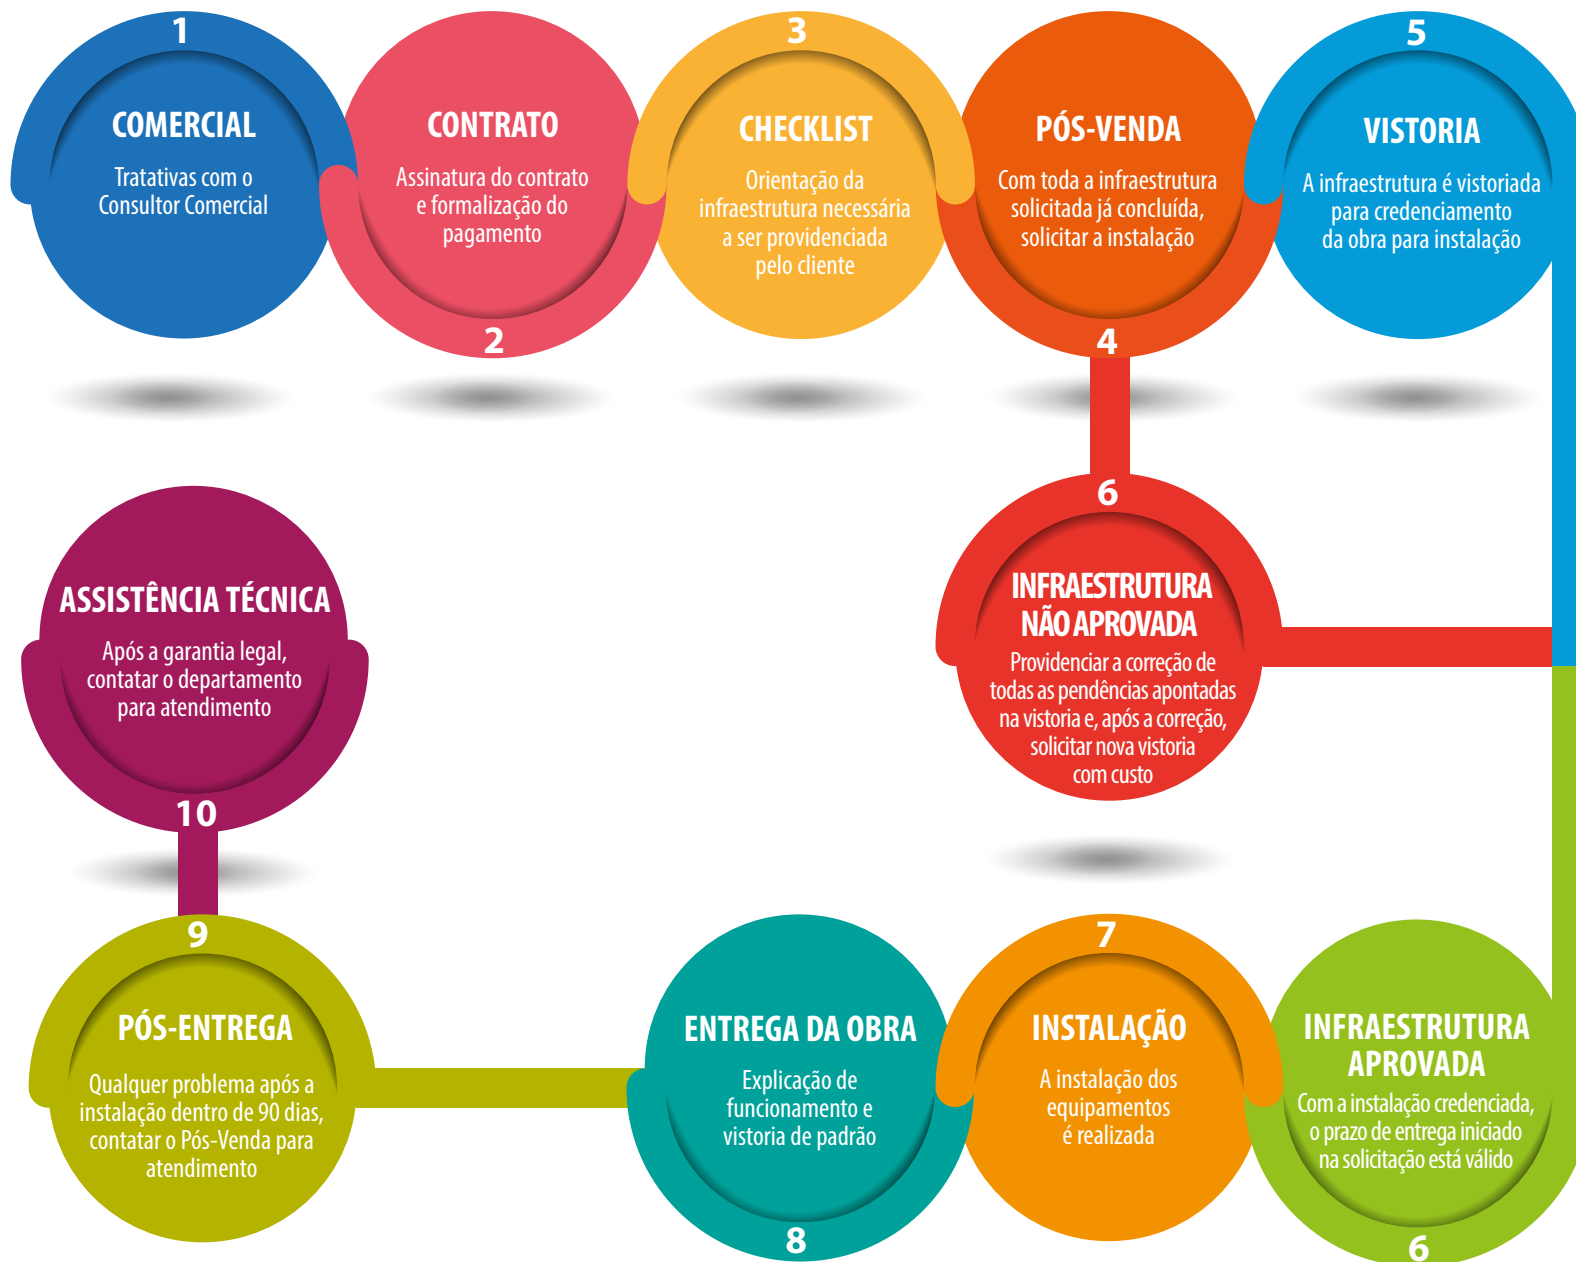 1
COMERCIAL
Tratativas com o
Consultor Comercial
CONTRATO
Assinatura do contrato
e formalização do
pagamento
2
3
CHECKLIST
Orientação da
infraestrutura necessária
a ser providenciada
pelo cliente
PÓS-VENDA
Com toda a infraestrutura
solicitada já concluída,
solicitar a instalação
4
5
VISTORIA
A infraestrutura é vistoriada
para credenciamento
da obra para instalação
6
INFRAESTRUTURA
NÃO APROVADA
Providenciar a correção de
todas as pendências apontadas
na vistoria e, após a correção,
solicitar nova vistoria
com custo
INFRAESTRUTURA
APROVADA
Com a instalação credenciada,
o prazo de entrega iniciado
na solicitação está válido
6
7
INSTALAÇÃO
A instalação dos
equipamentos
é realizada
ENTREGA DA OBRA
Explicação de
funcionamento e
vistoria de padrão
8
9
PÓS-ENTREGA
Qualquer problema após a
instalação dentro de 90 dias,
contatar o Pós-Venda para
atendimento
ASSISTÊNCIA TÉCNICA
Após a garantia legal,
contatar o departamento
para atendimento
10